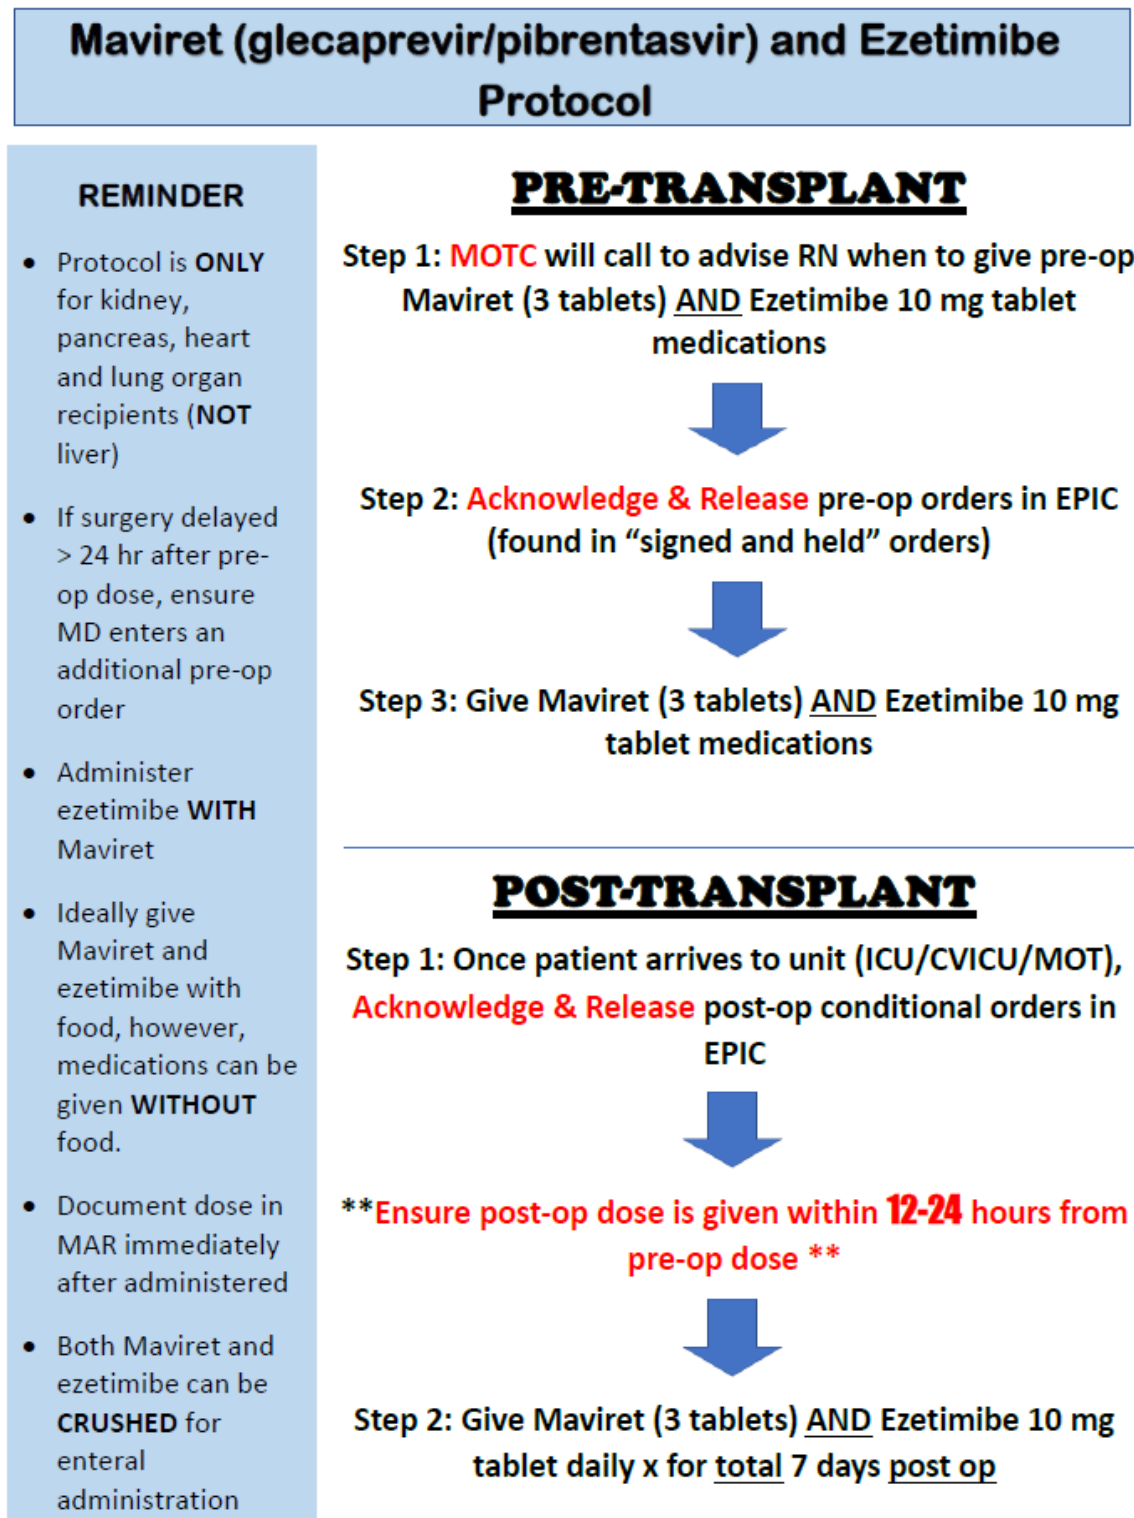 Maviret (glecaprevir/pibrentasvir) and Ezetimibe
Protocol
REMINDER
• Protocol is ONLY
for kidney,
pancreas, heart
and lung organ
recipients (NOT
liver)
• If surgery delayed
> 24 hr after pre-
op dose, ensure
MD enters an
additional pre-op
order
• Administer
ezetimibe WITH
Maviret
• Ideally give
Maviret and
ezetimibe with
food, however,
medications can be
given WITHOUT
food.
• Document dose in
MAR immediately
after administered
• Both Maviret and
ezetimibe can be
CRUSHED for
enteral
administration
PRE-TRANSPLANT
Step 1: MOTC will call to advise RN when to give pre-op
Maviret (3 tablets) AND Ezetimibe 10 mg tablet
medications
Step 2: Acknowledge & Release pre-op orders in EPIC
(found in “signed and held” orders)
Step 3: Give Maviret (3 tablets) AND Ezetimibe 10 mg
tablet medications
POST-TRANSPLANT
Step 1: Once patient arrives to unit (ICU/CVICU/MOT),
Acknowledge & Release post-op conditional orders in
EPIC
**Ensure post-op dose is given within 12-24 hours from
pre-op dose **
Step 2: Give Maviret (3 tablets) AND Ezetimibe 10 mg
tablet daily x for total 7 days post op